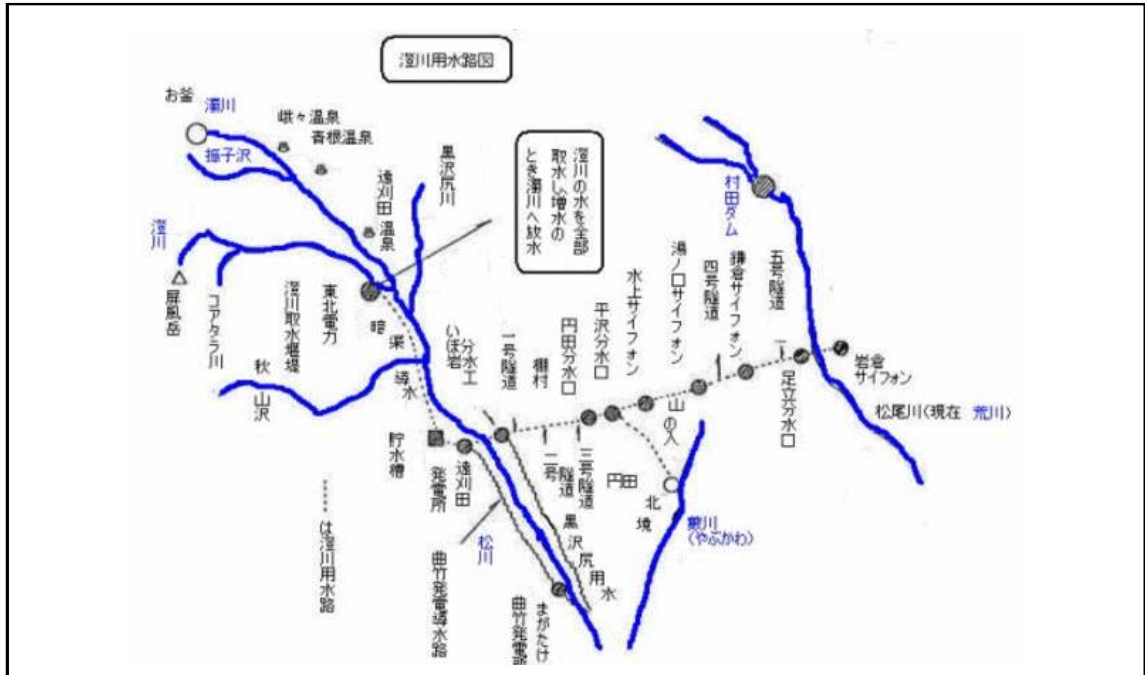 澄川用水路図
お釜
濁川
峨々温泉
青根温泉
振子沢
遠刈田温泉
黒沢尻川
澄川の水を全部
取水し増水の
とき濁川へ放水
澄川
屏風岳
コアタラ川
澄川取水堰堤
東北電力
秋山沢
暗渠導水
いぼ岩
分水工
一号隧道
棚村
円田分水口
平沢分水口
水上サイフォン
湯ノ口サイフォン
四号隧道
鎌倉サイフォン
五号隧道
村田ダム
岩倉
サイフォン
足立分水口
松尾川(現在 荒川)
山の入
貯水槽
発電所
遠刈田
二号隧道
三号隧道
円田
北境
藪川
(やぶかわ)
黒沢尻用水
松川
曲竹発電導水路
まがたけ
曲竹発電所
……は澄川用水路